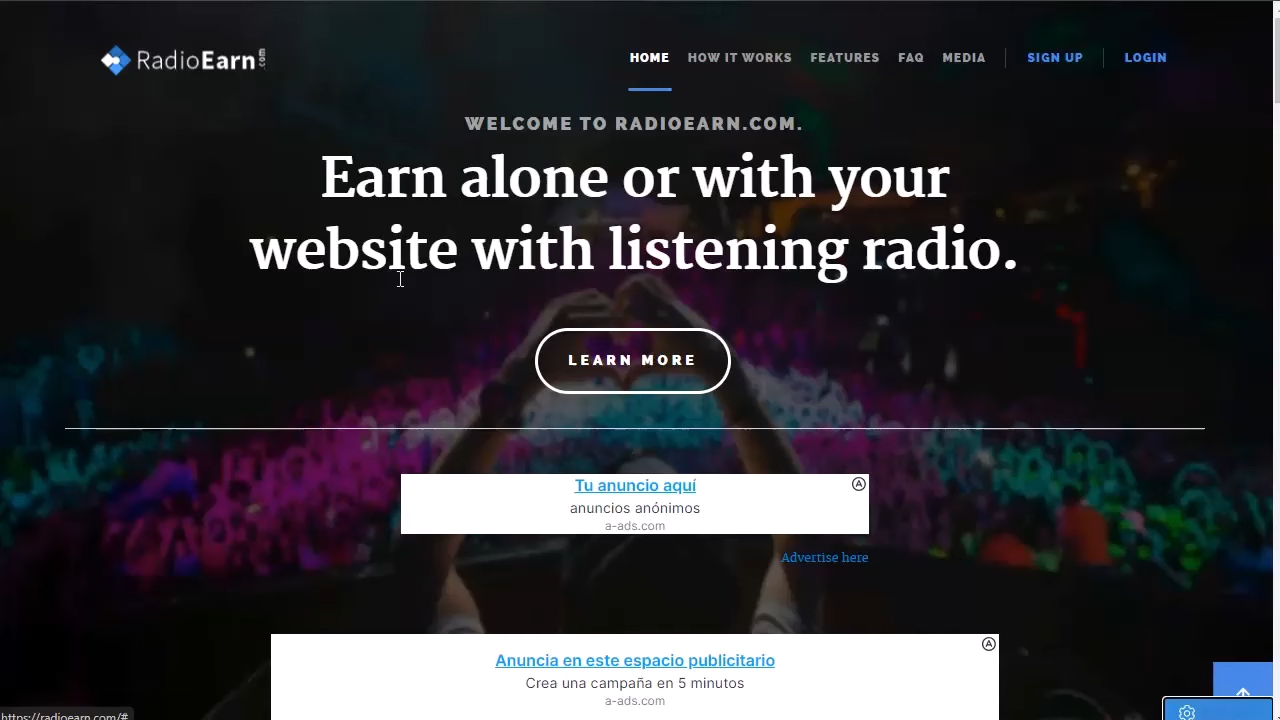 RadioEarn.com
HOME HOW IT WORKS FEATURES FAQ MEDIA SIGN UP LOGIN
WELCOME TO RADIOEARN.COM.
Earn alone or with your
website with listening radio.
LEARN MORE
Tu anuncio aquí
anuncios anónimos
a-ads.com
Advertise here
Anuncia en este espacio publicitario
Crea una campaña en 5 minutos
a-ads.com
https://radioearn.com/#